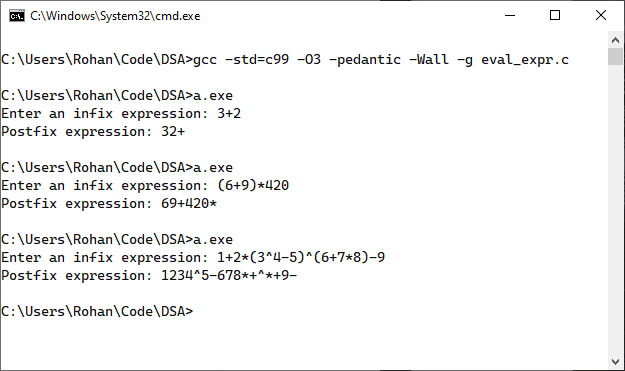 C:\Windows\System32\cmd.exe
C:\Users\Rohan\Code\DSA>gcc -std=c99 -O3 -pedantic -Wall -g eval_expr.c
C:\Users\Rohan\Code\DSA>a.exe
Enter an infix expression: 3+2
Postfix expression: 32+
C:\Users\Rohan\Code\DSA>a.exe
Enter an infix expression: (6+9)*420
Postfix expression: 69+420*
C:\Users\Rohan\Code\DSA>a.exe
Enter an infix expression: 1+2*(3^4-5)^(6+7*8)-9
Postfix expression: 1234^5-678*+^*+9-
C:\Users\Rohan\Code\DSA>